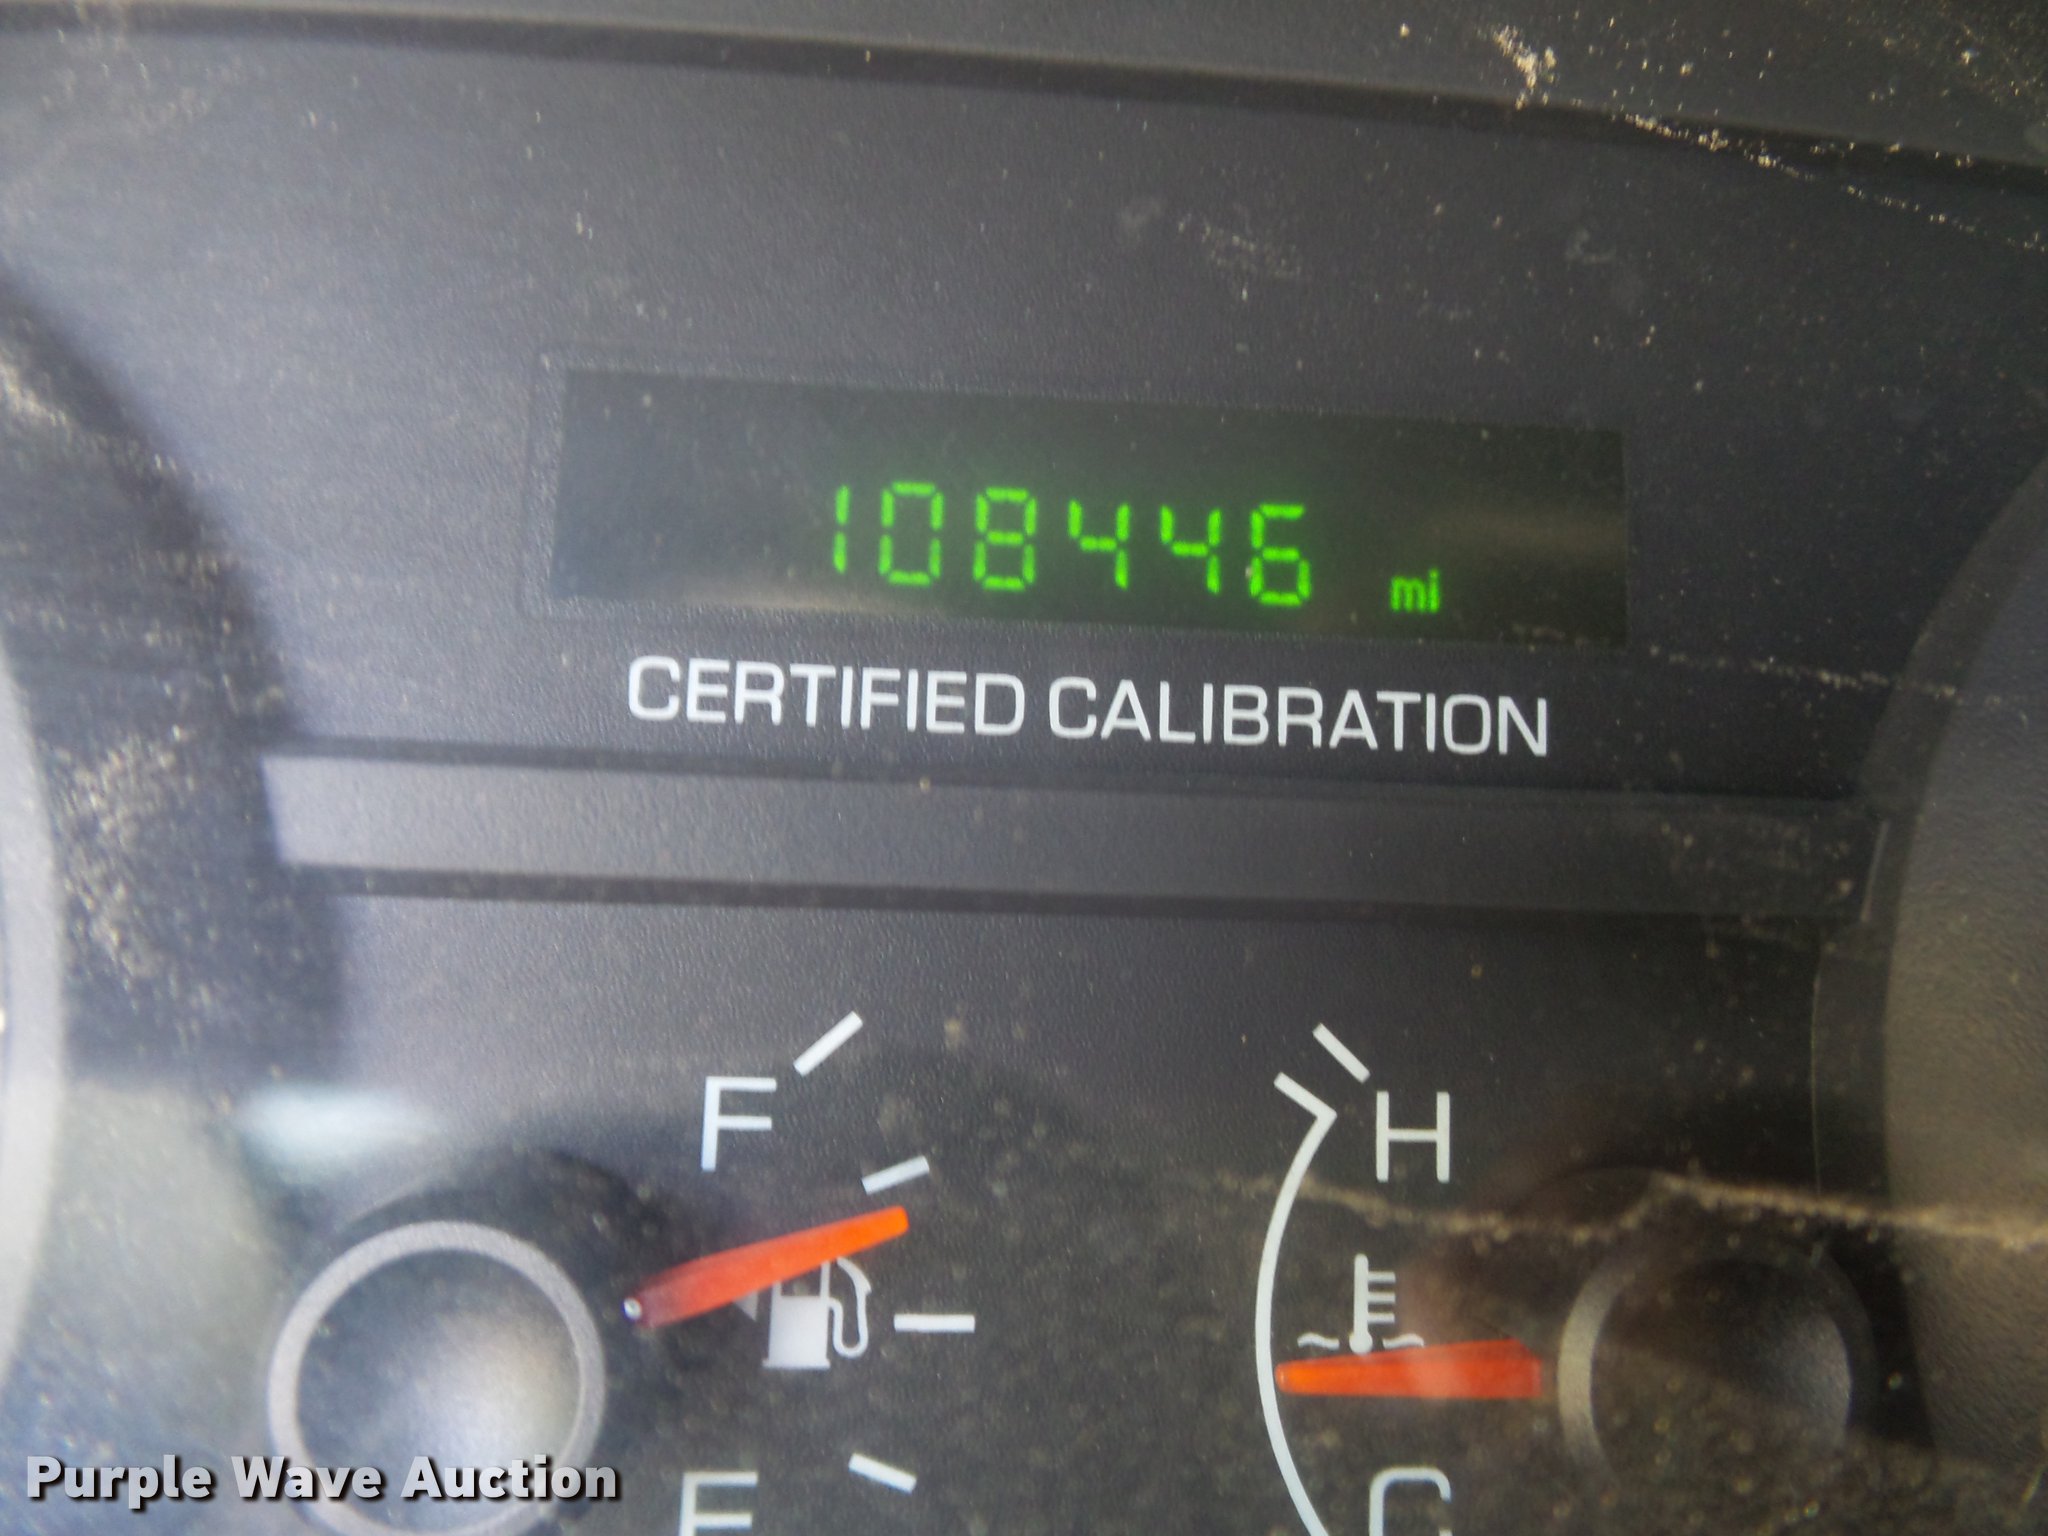 108446 mi
CERTIFIED CALIBRATION
F
H
E
C
Purple Wave Auction